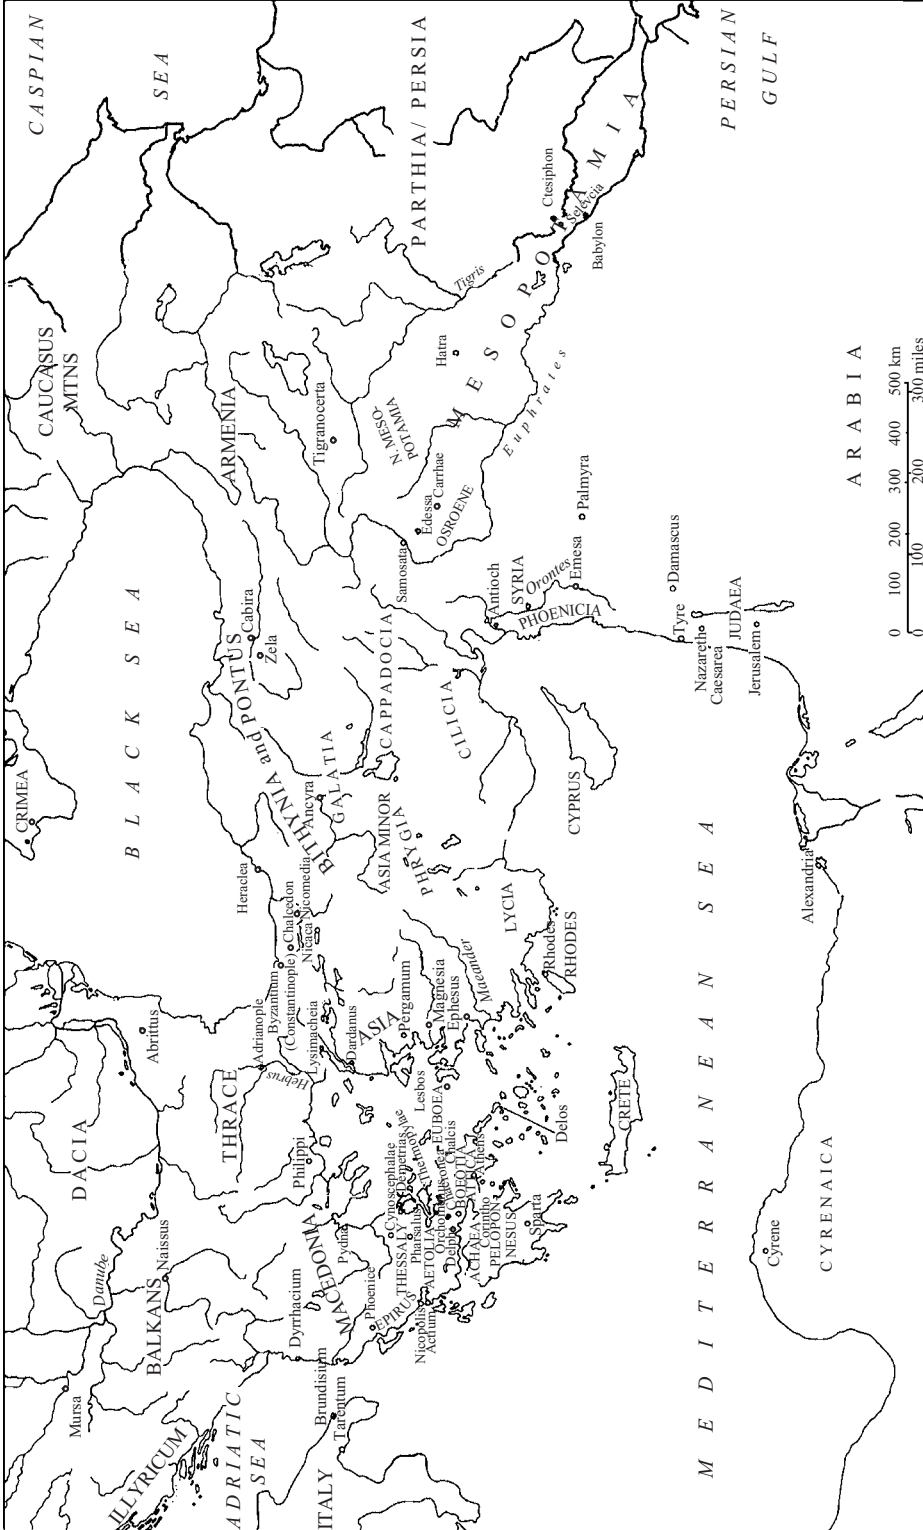 CASPIAN
SEA
PERSIAN
GULF
PARTHIA / PERSIA
CAUCASUS
MTNS
ARMENIA
Tigranocerta
N. MESO-
POTAMIA
MESOPOTAMIA
Hatra
Tigris
Ctesiphon
Babylon
Euphrates
Edessa
Carrhae
OSROENE
Samosata
ARABIA
Palmyra
Emesa
Orontes
Antioch
SYRIA
PHOENICIA
Damascus
Tyre
Nazareth
Caesarea
JUDAEA
Jerusalem
0 100 200 300 400 500 km
0 100 200 300 miles
BLACK SEA
CRIMEA
BITHYNIA and PONTUS
Cabira
Zela
CAPPADOCIA
CILICIA
GALATIA
Ancyra
ASIA MINOR
PHRYGIA
LYCIA
CYPRUS
Heraclea
Chalcedon
Nicomedia
Byzantium
(Constantinople)
Lysimacheia
Dardanus
ASIA
Pergamum
Magnesia
Ephesus
Maeander
Rhodes
RHODES
Alexandria
MEDITERRANEAN SEA
DACIA
Abrittus
Adrianople
Hebrus
THRACE
Philippi
Danube
Naissus
BALKANS
Mursa
ILLYRICUM
ADRIATIC
SEA
ITALY
Brundisium
Tarentum
Dyrrhacium
MACEDONIA
Pydna
Phoenice
EPIRUS
Nicopolis
Actium
THESSALY
Cynoscephalae
Pharsalus
Demetrias
AETOLIA
Lesbos
EUBOEA
Chalcis
BOEOTIA
ATTICA
Athens
ACHAEA
Corinth
PELOPON-
NESUS
Sparta
Delos
CRETE
Cyrene
CYRENAICA